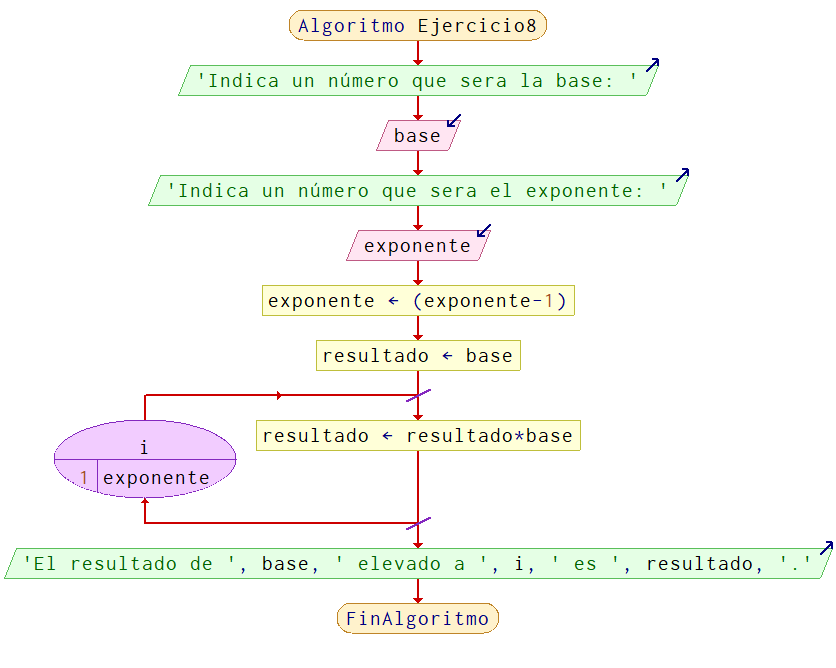 Algoritmo Ejercicio8
'Indica un número que sera la base: '
base
'Indica un número que sera el exponente: '
exponente
exponente ← (exponente-1)
resultado ← base
i
1 exponente
resultado ← resultado*base
'El resultado de ', base, ' elevado a ', i, ' es ', resultado, '.'
FinAlgoritmo